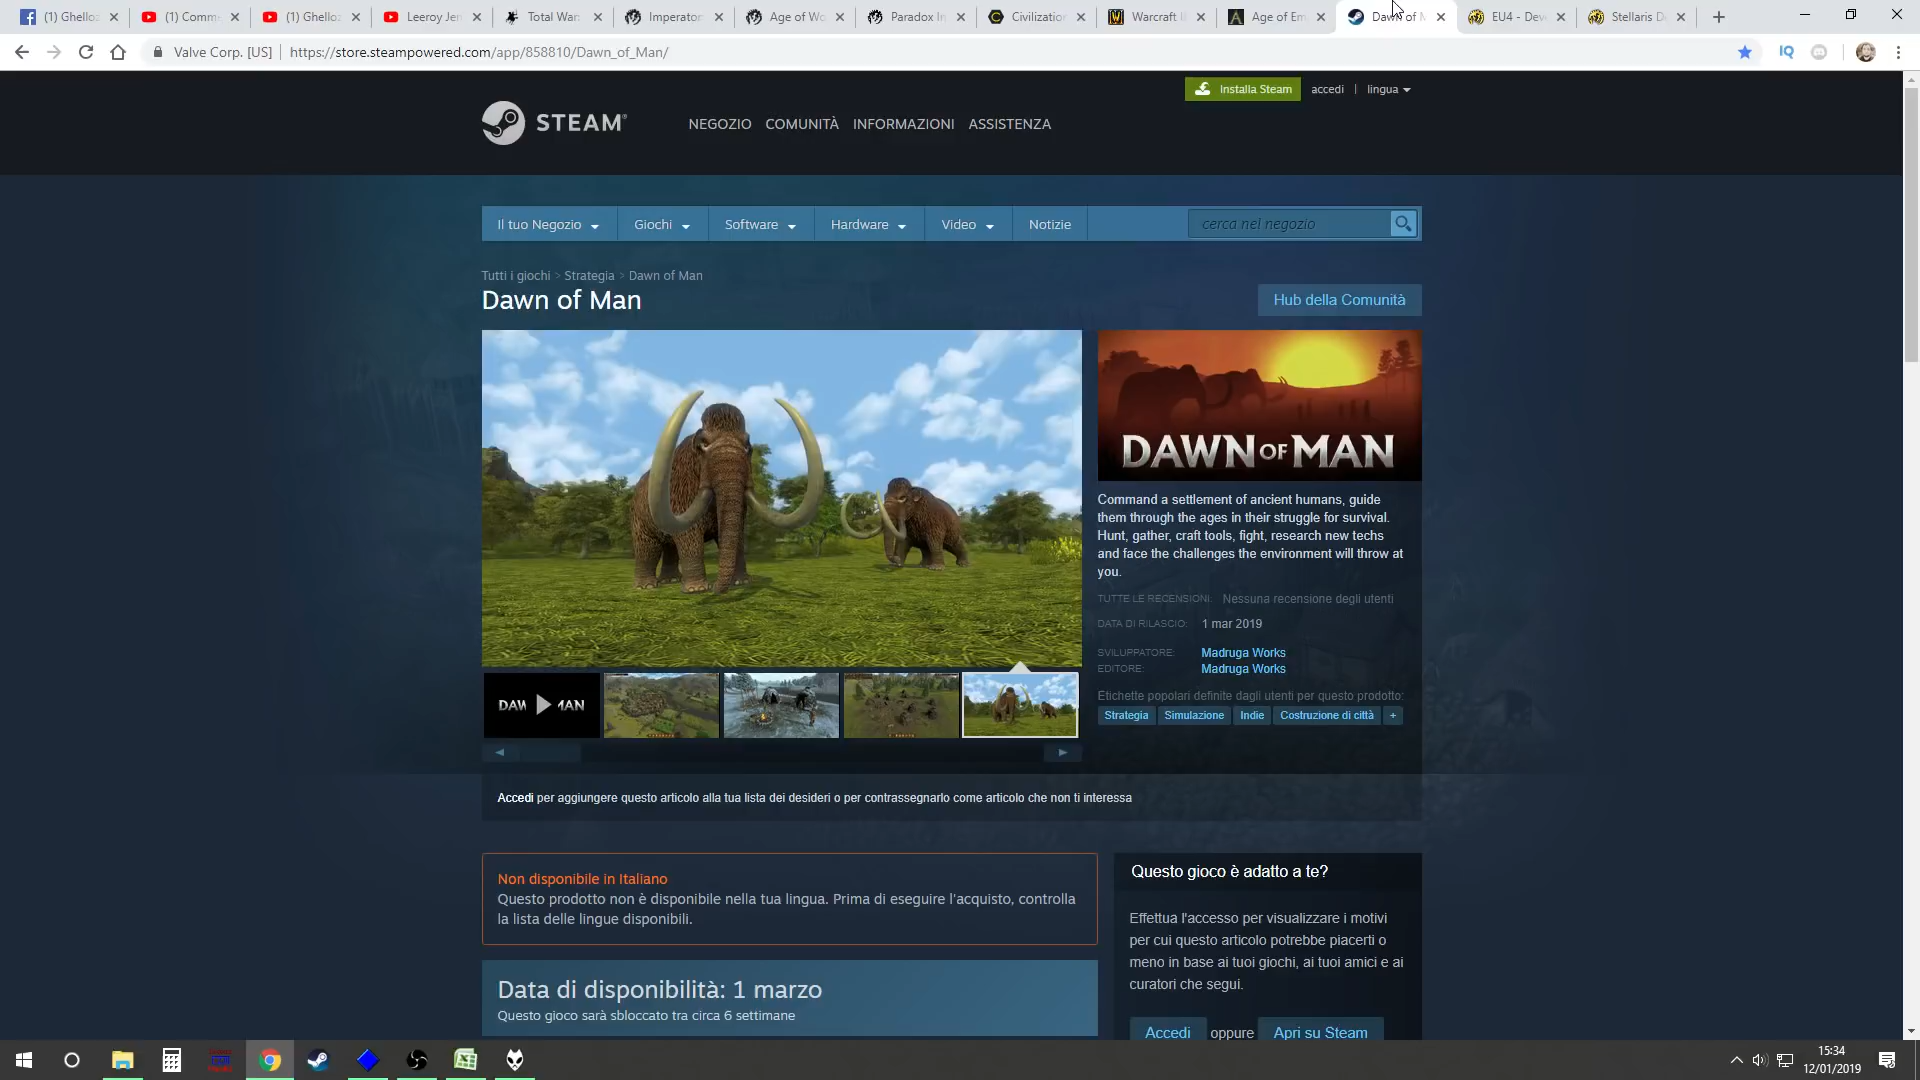 (1) Ghelloz
(1) Comm
(1) Ghelloz
Leeroy Jen
Total War
Imperator
Age of Wo
Paradox In
Civilization
Warcraft I
Age of Em
Dawn of M
EU4 - Dev
Stellaris D
Valve Corp. [US]
https://store.steampowered.com/app/858810/Dawn_of_Man/
IQ
Installa Steam
accedi | lingua
STEAM
NEGOZIO COMUNITÀ INFORMAZIONI ASSISTENZA
Il tuo Negozio Giochi Software Hardware Video Notizie
cerca nel negozio
Tutti i giochi > Strategia > Dawn of Man
Dawn of Man
Hub della Comunità
DAWN OF MAN
Command a settlement of ancient humans, guide
them through the ages in their struggle for survival.
Hunt, gather, craft tools, fight, research new techs
and face the challenges the environment will throw at
you.
TUTTE LE RECENSIONI: Nessuna recensione degli utenti
DATA DI RILASCIO: 1 mar 2019
SVILUPPATORE: Madruga Works
EDITORE: Madruga Works
Etichette popolari definite dagli utenti per questo prodotto:
Strategia Simulazione Indie Costruzione di città +
DAW MAN
Accedi per aggiungere questo articolo alla tua lista dei desideri o per contrassegnarlo come articolo che non ti interessa
Non disponibile in Italiano
Questo prodotto non è disponibile nella tua lingua. Prima di eseguire l'acquisto, controlla
la lista delle lingue disponibili.
Data di disponibilità: 1 marzo
Questo gioco sarà sbloccato tra circa 6 settimane
Questo gioco è adatto a te?
Effettua l'accesso per visualizzare i motivi
per cui questo articolo potrebbe piacerti o
meno in base ai tuoi giochi, ai tuoi amici e ai
curatori che segui.
Accedi oppure Apri su Steam
15:34
12/01/2019